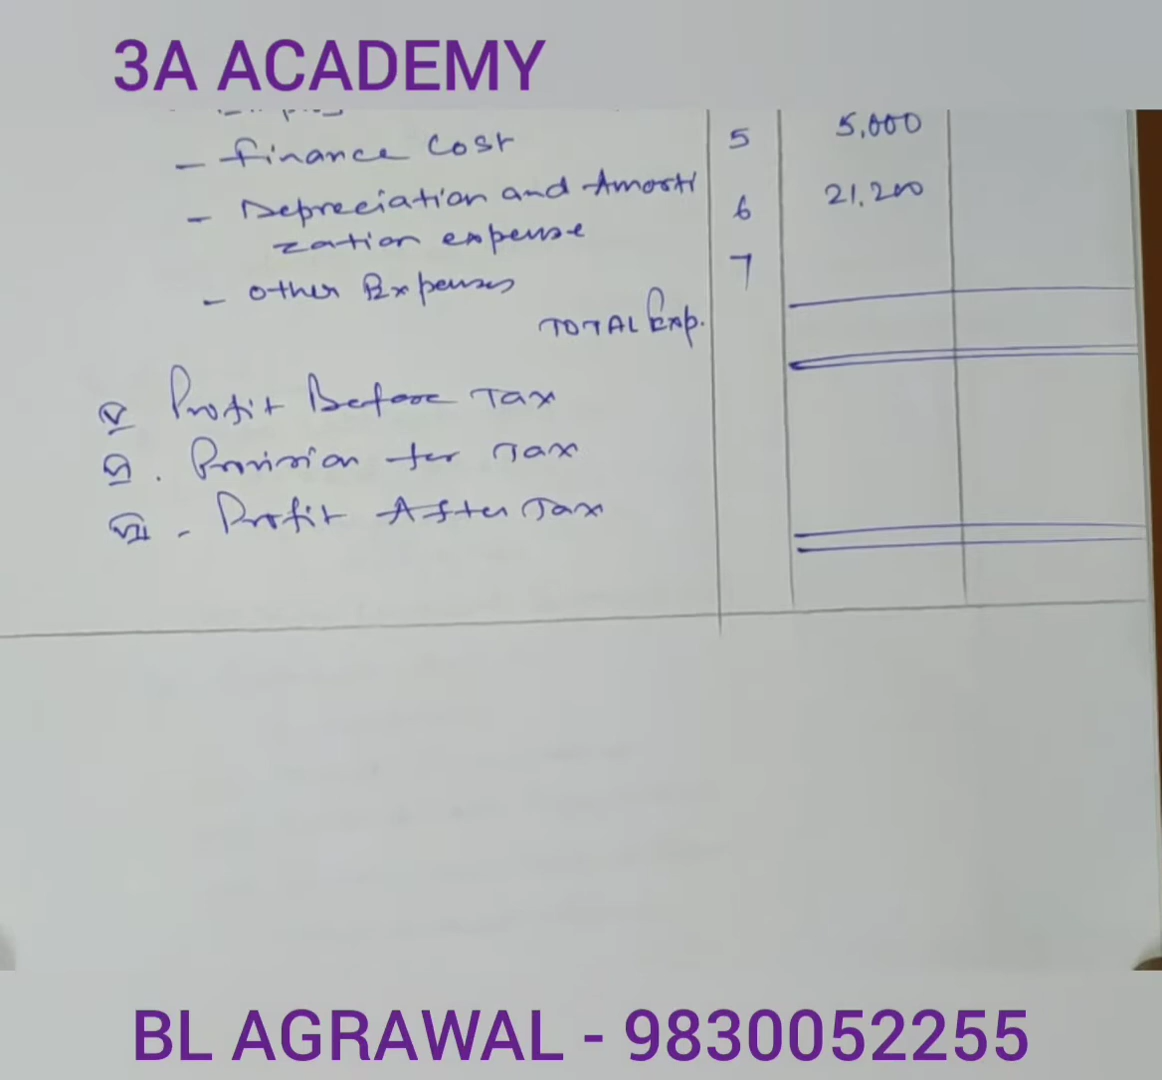 3A ACADEMY
- Finance Cost 5 5,000
- Depreciation and Amorti 6 21,200
zation expense
- Other Expenses 7
TOTAL Exp.
V Profit Before Tax
VI. Provision for Tax
VII - Profit After Tax
BL AGRAWAL - 9830052255